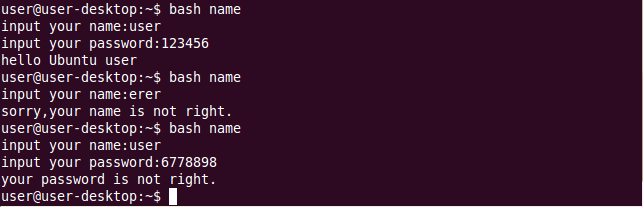 user@user-desktop:~$ bash name
input your name:user
input your password:123456
hello Ubuntu user
user@user-desktop:~$ bash name
input your name:erer
sorry,your name is not right.
user@user-desktop:~$ bash name
input your name:user
input your password:6778898
your password is not right.
user@user-desktop:~$